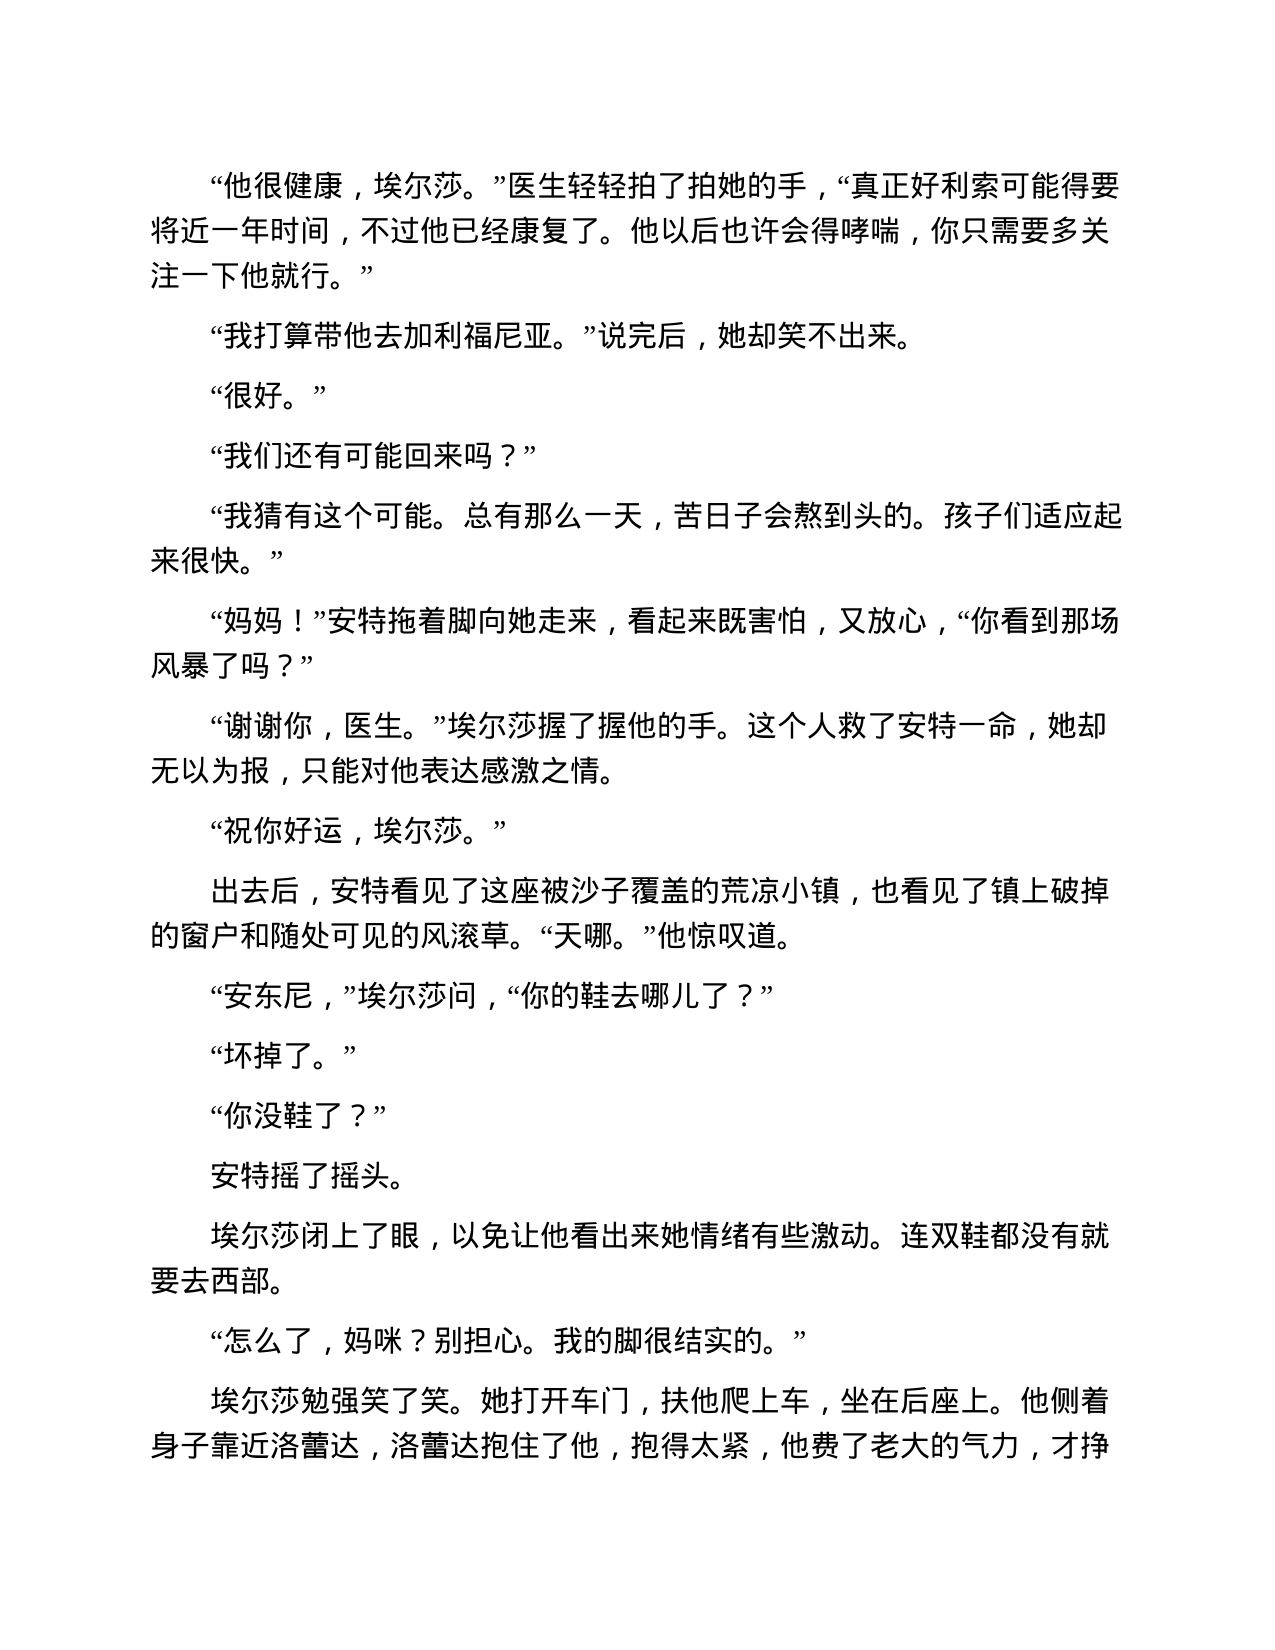 “他很健康，埃尔莎。”医生轻轻拍了拍她的手，“真正好利索可能得要
将近一年时间，不过他已经康复了。他以后也许会得哮喘，你只需要多关
注一下他就行。”
“我打算带他去加利福尼亚。”说完后，她却笑不出来。
“很好。”
“我们还有可能回来吗？”
“我猜有这个可能。总有那么一天，苦日子会熬到头的。孩子们适应起
来很快。”
“妈妈！”安特拖着脚向她走来，看起来既害怕，又放心，“你看到那场
风暴了吗？”
“谢谢你，医生。”埃尔莎握了握他的手。这个人救了安特一命，她却
无以为报，只能对他表达感激之情。
“祝你好运，埃尔莎。”
出去后，安特看见了这座被沙子覆盖的荒凉小镇，也看见了镇上破掉
的窗户和随处可见的风滚草。“天哪。”他惊叹道。
“安东尼，”埃尔莎问，“你的鞋去哪儿了？”
“坏掉了。”
“你没鞋了？”
安特摇了摇头。
埃尔莎闭上了眼，以免让他看出来她情绪有些激动。连双鞋都没有就
要去西部。
“怎么了，妈咪？别担心。我的脚很结实的。”
埃尔莎勉强笑了笑。她打开车门，扶他爬上车，坐在后座上。他侧着
身子靠近洛蕾达，洛蕾达抱住了他，抱得太紧，他费了老大的气力，才挣